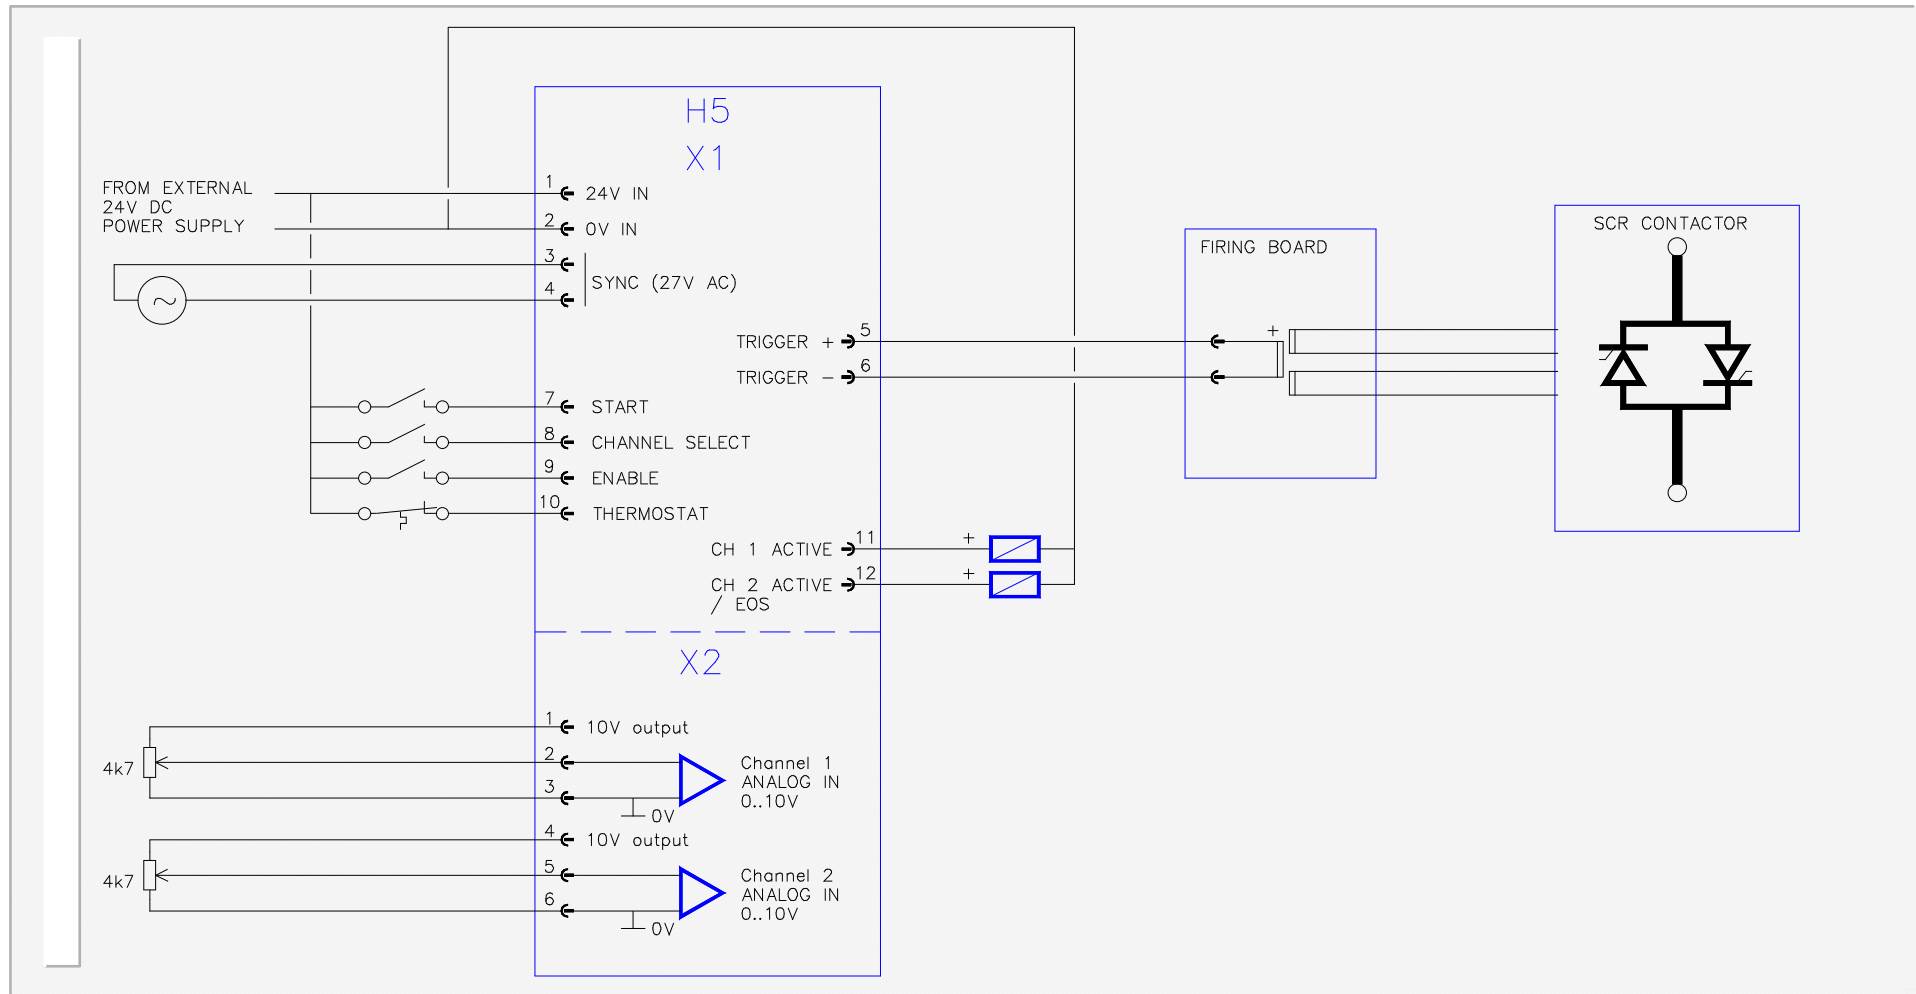 H5
X1
FROM EXTERNAL
24V DC
POWER SUPPLY
1
24V IN
2
0V IN
3
4
SYNC (27V AC)
TRIGGER +
5
TRIGGER −
6
7
START
8
CHANNEL SELECT
9
ENABLE
10
THERMOSTAT
CH 1 ACTIVE
11
+
CH 2 ACTIVE
/ EOS
12
+
FIRING BOARD
+
SCR CONTACTOR
X2
1
10V output
4k7
2
3
Channel 1
ANALOG IN
0..10V
0V
4
10V output
4k7
5
6
Channel 2
ANALOG IN
0..10V
0V